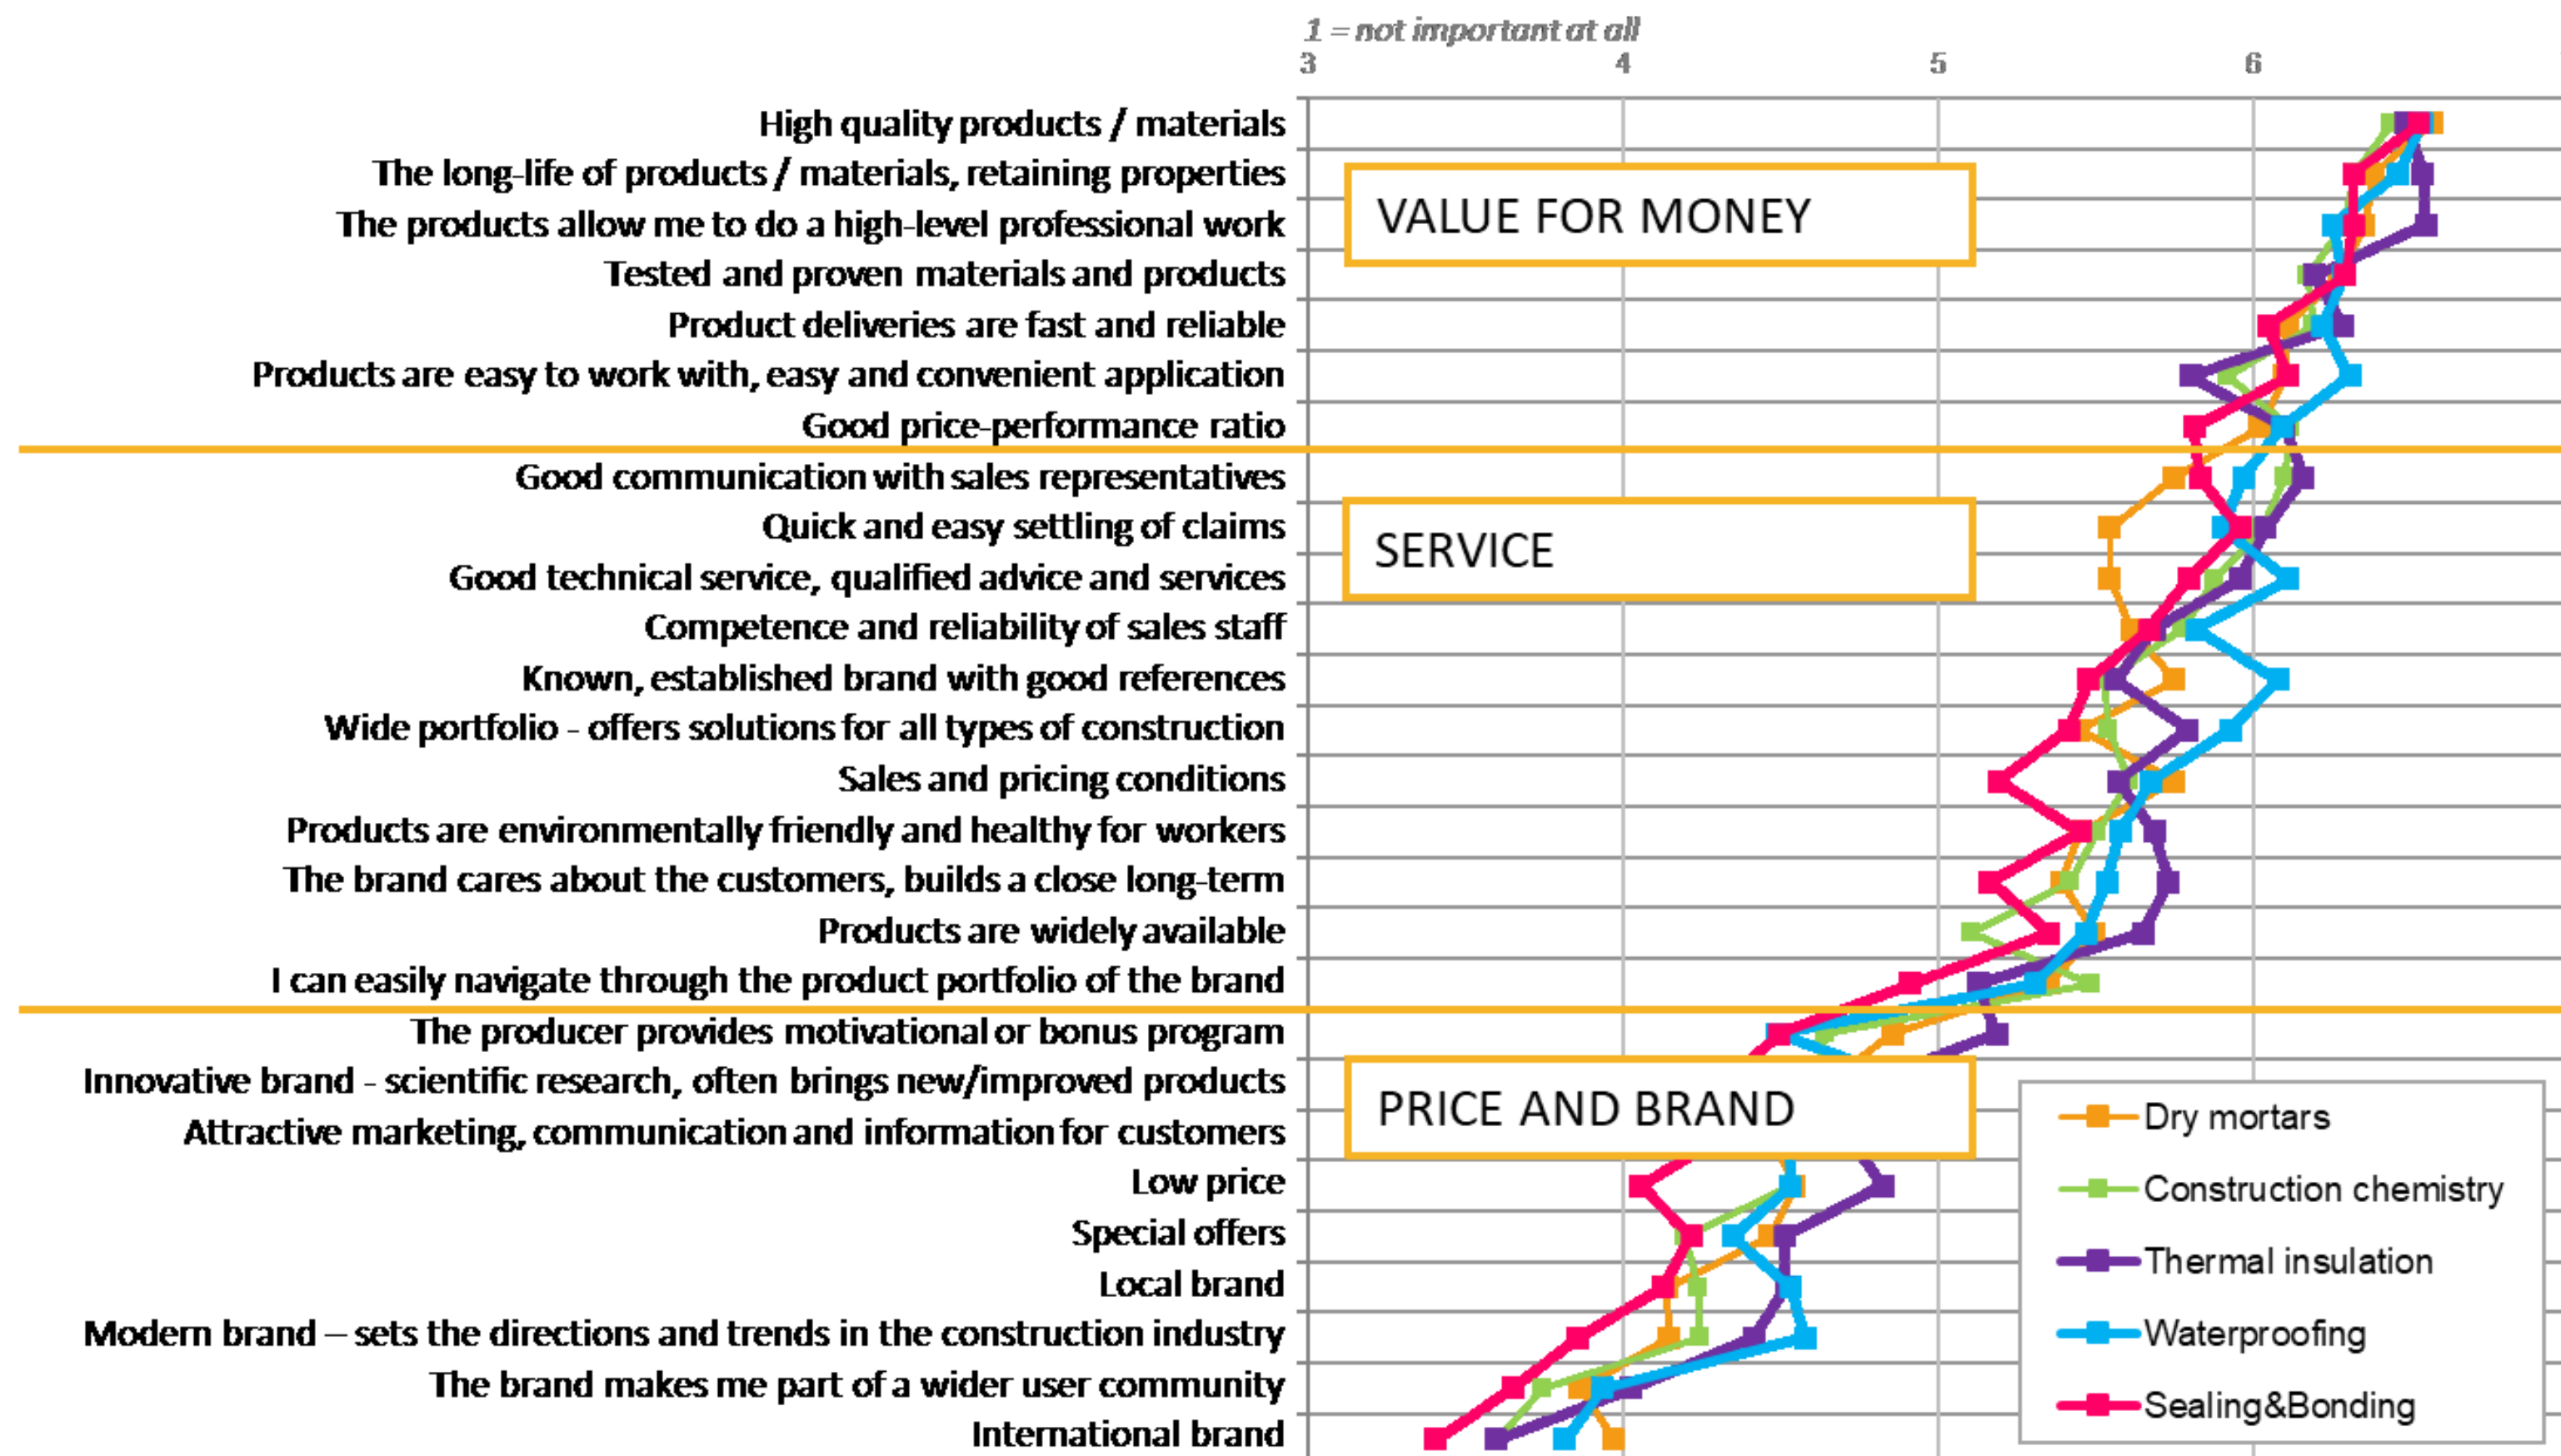 1 = not important at all
3 4 5 6
High quality products / materials
The long-life of products / materials, retaining properties
VALUE FOR MONEY
The products allow me to do a high-level professional work
Tested and proven materials and products
Product deliveries are fast and reliable
Products are easy to work with, easy and convenient application
Good price-performance ratio
Good communication with sales representatives
Quick and easy settling of claims
SERVICE
Good technical service, qualified advice and services
Competence and reliability of sales staff
Known, established brand with good references
Wide portfolio - offers solutions for all types of construction
Sales and pricing conditions
Products are environmentally friendly and healthy for workers
The brand cares about the customers, builds a close long-term
Products are widely available
I can easily navigate through the product portfolio of the brand
The producer provides motivational or bonus program
Innovative brand - scientific research, often brings new/improved products
PRICE AND BRAND
Attractive marketing, communication and information for customers
Low price
Special offers
Local brand
Modern brand – sets the directions and trends in the construction industry
The brand makes me part of a wider user community
International brand
Dry mortars
Construction chemistry
Thermal insulation
Waterproofing
Sealing&Bonding